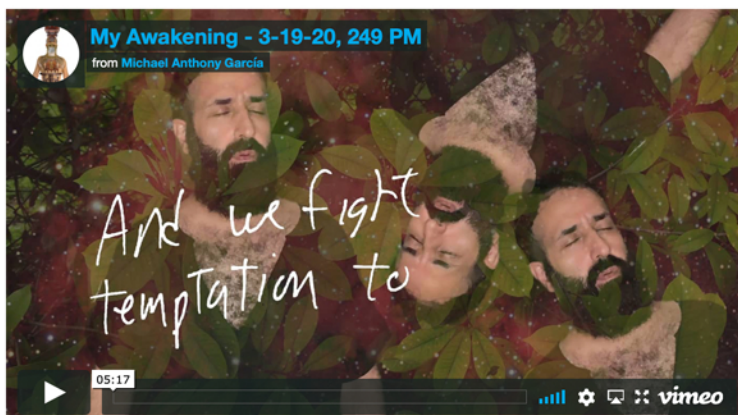 My Awakening - 3-19-20, 249 PM
from Michael Anthony García
And we fight
temptation to
05:17
vimeo